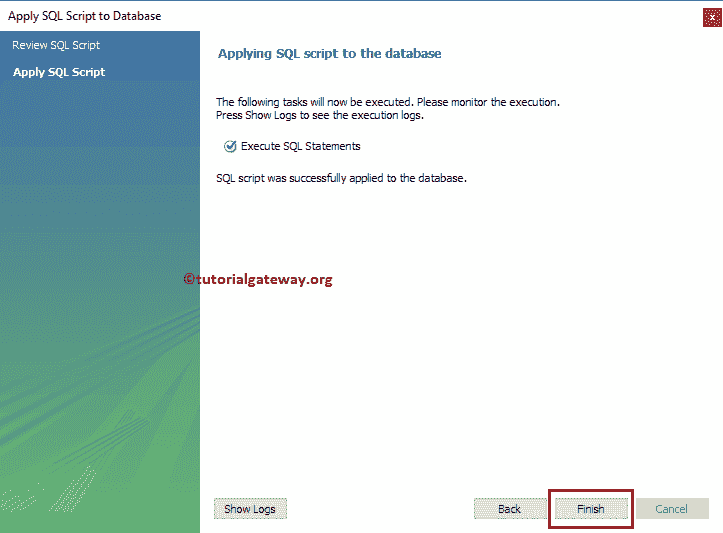 Apply SQL Script to Database
x
Review SQL Script
Apply SQL Script
Applying SQL script to the database
The following tasks will now be executed. Please monitor the execution.
Press Show Logs to see the execution logs.
Execute SQL Statements
SQL script was successfully applied to the database.
©tutorialgateway.org
Show Logs
Back
Finish
Cancel